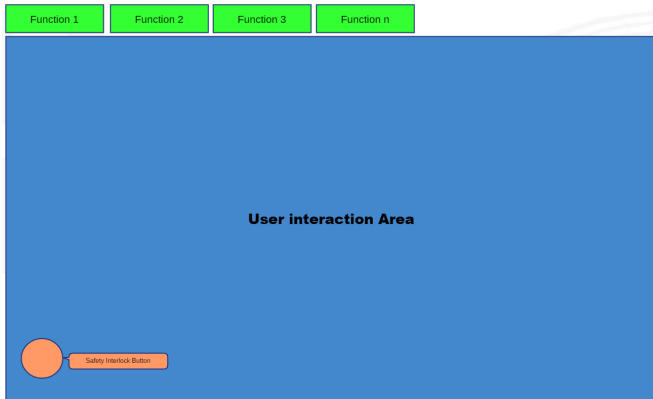 Function 1
Function 2
Function 3
Function n
User interaction Area
Safety Interlock Button